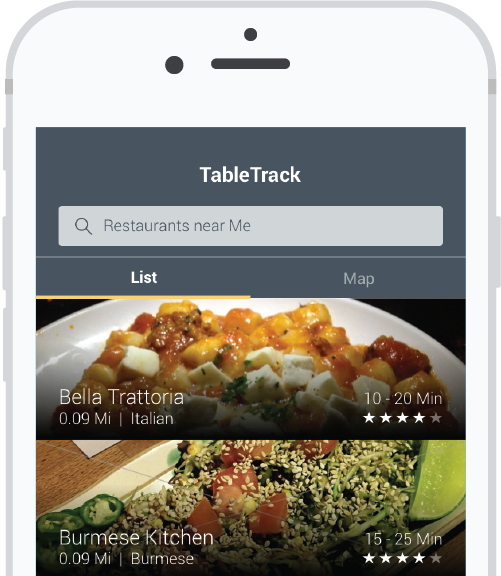 TableTrack
Restaurants near Me
List Map
Bella Trattoria 10 - 20 Min
0.09 Mi | Italian ★★★★★
Burmese Kitchen 15 - 25 Min
0.09 Mi | Burmese ★★★★★